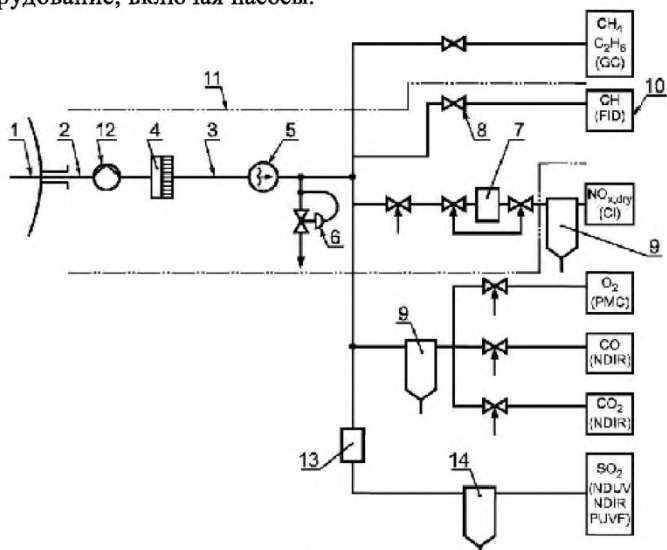 рудование, включая насосы.
CH₄
C₂H₆
(GC)
11
10
1
2
12
4
3
5
8
7
CH
(FID)
6
NOₓ,dry
(CI)
9
O₂
(PMC)
9
CO
(NDIR)
CO₂
(NDIR)
13
14
SO₂
(NDUV
NDIR
PUVF)